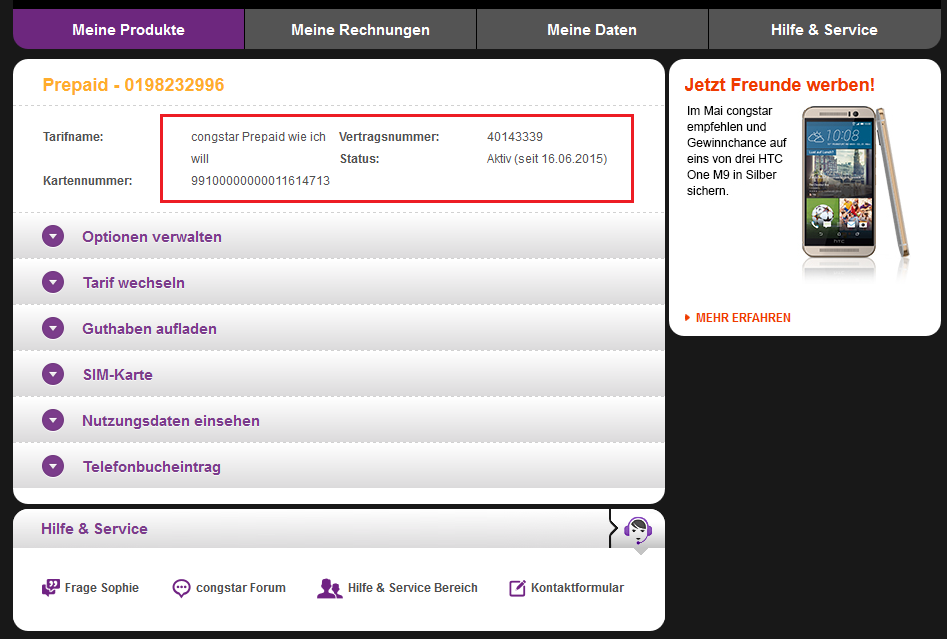 Meine Produkte
Meine Rechnungen
Meine Daten
Hilfe & Service
Prepaid - 0198232996
Tarifname:
congstar Prepaid wie ich
will
Vertragsnummer:
40143339
Status:
Aktiv (seit 16.06.2015)
Kartennummer:
99100000000011614713
Optionen verwalten
Tarif wechseln
Guthaben aufladen
SIM-Karte
Nutzungsdaten einsehen
Telefonbucheintrag
Hilfe & Service
Frage Sophie
congstar Forum
Hilfe & Service Bereich
Kontaktformular
Jetzt Freunde werben!
Im Mai congstar
empfehlen und
Gewinnchance auf
eins von drei HTC
One M9 in Silber
sichern.
10:08
hTC
MEHR ERFAHREN